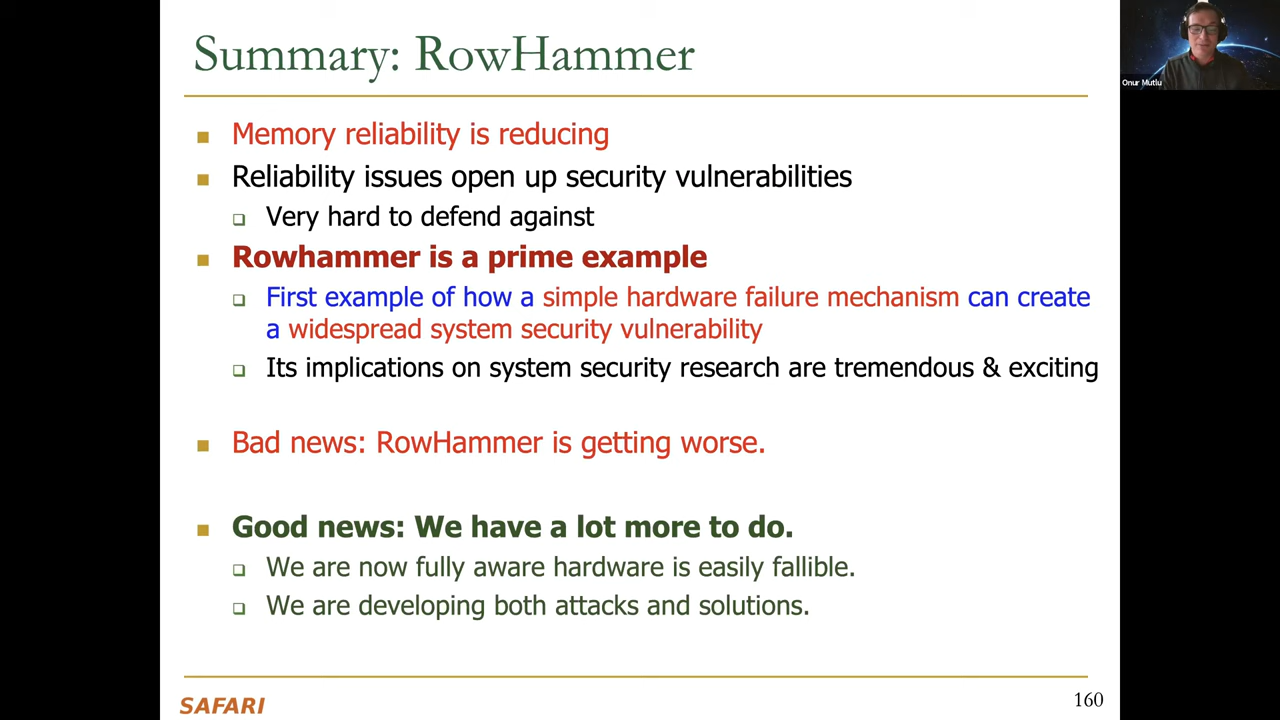 Summary: RowHammer
Onur Mutlu
Memory reliability is reducing
Reliability issues open up security vulnerabilities
Very hard to defend against
Rowhammer is a prime example
First example of how a simple hardware failure mechanism can create
a widespread system security vulnerability
Its implications on system security research are tremendous & exciting
Bad news: RowHammer is getting worse.
Good news: We have a lot more to do.
We are now fully aware hardware is easily fallible.
We are developing both attacks and solutions.
SAFARI
160